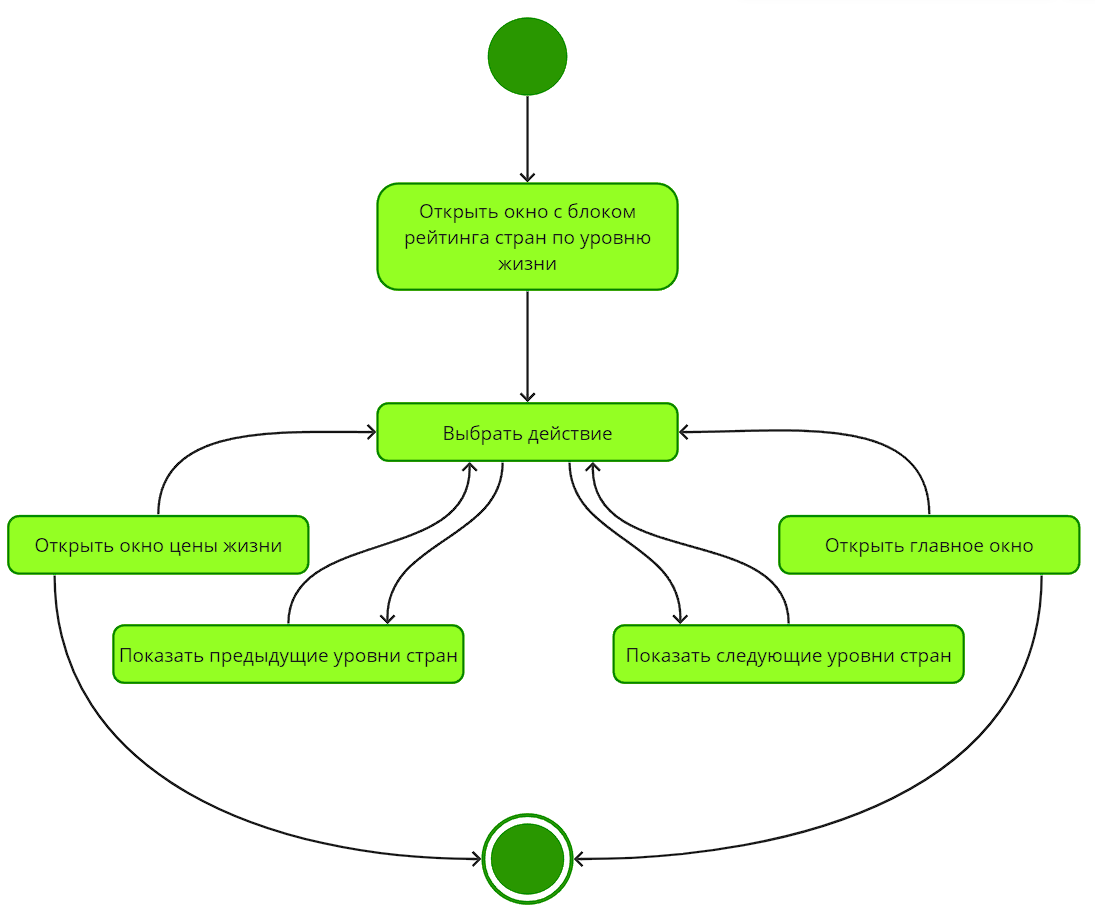 Открыть окно с блоком
рейтинга стран по уровню
жизни
Выбрать действие
Открыть окно цены жизни
Открыть главное окно
Показать предыдущие уровни стран
Показать следующие уровни стран